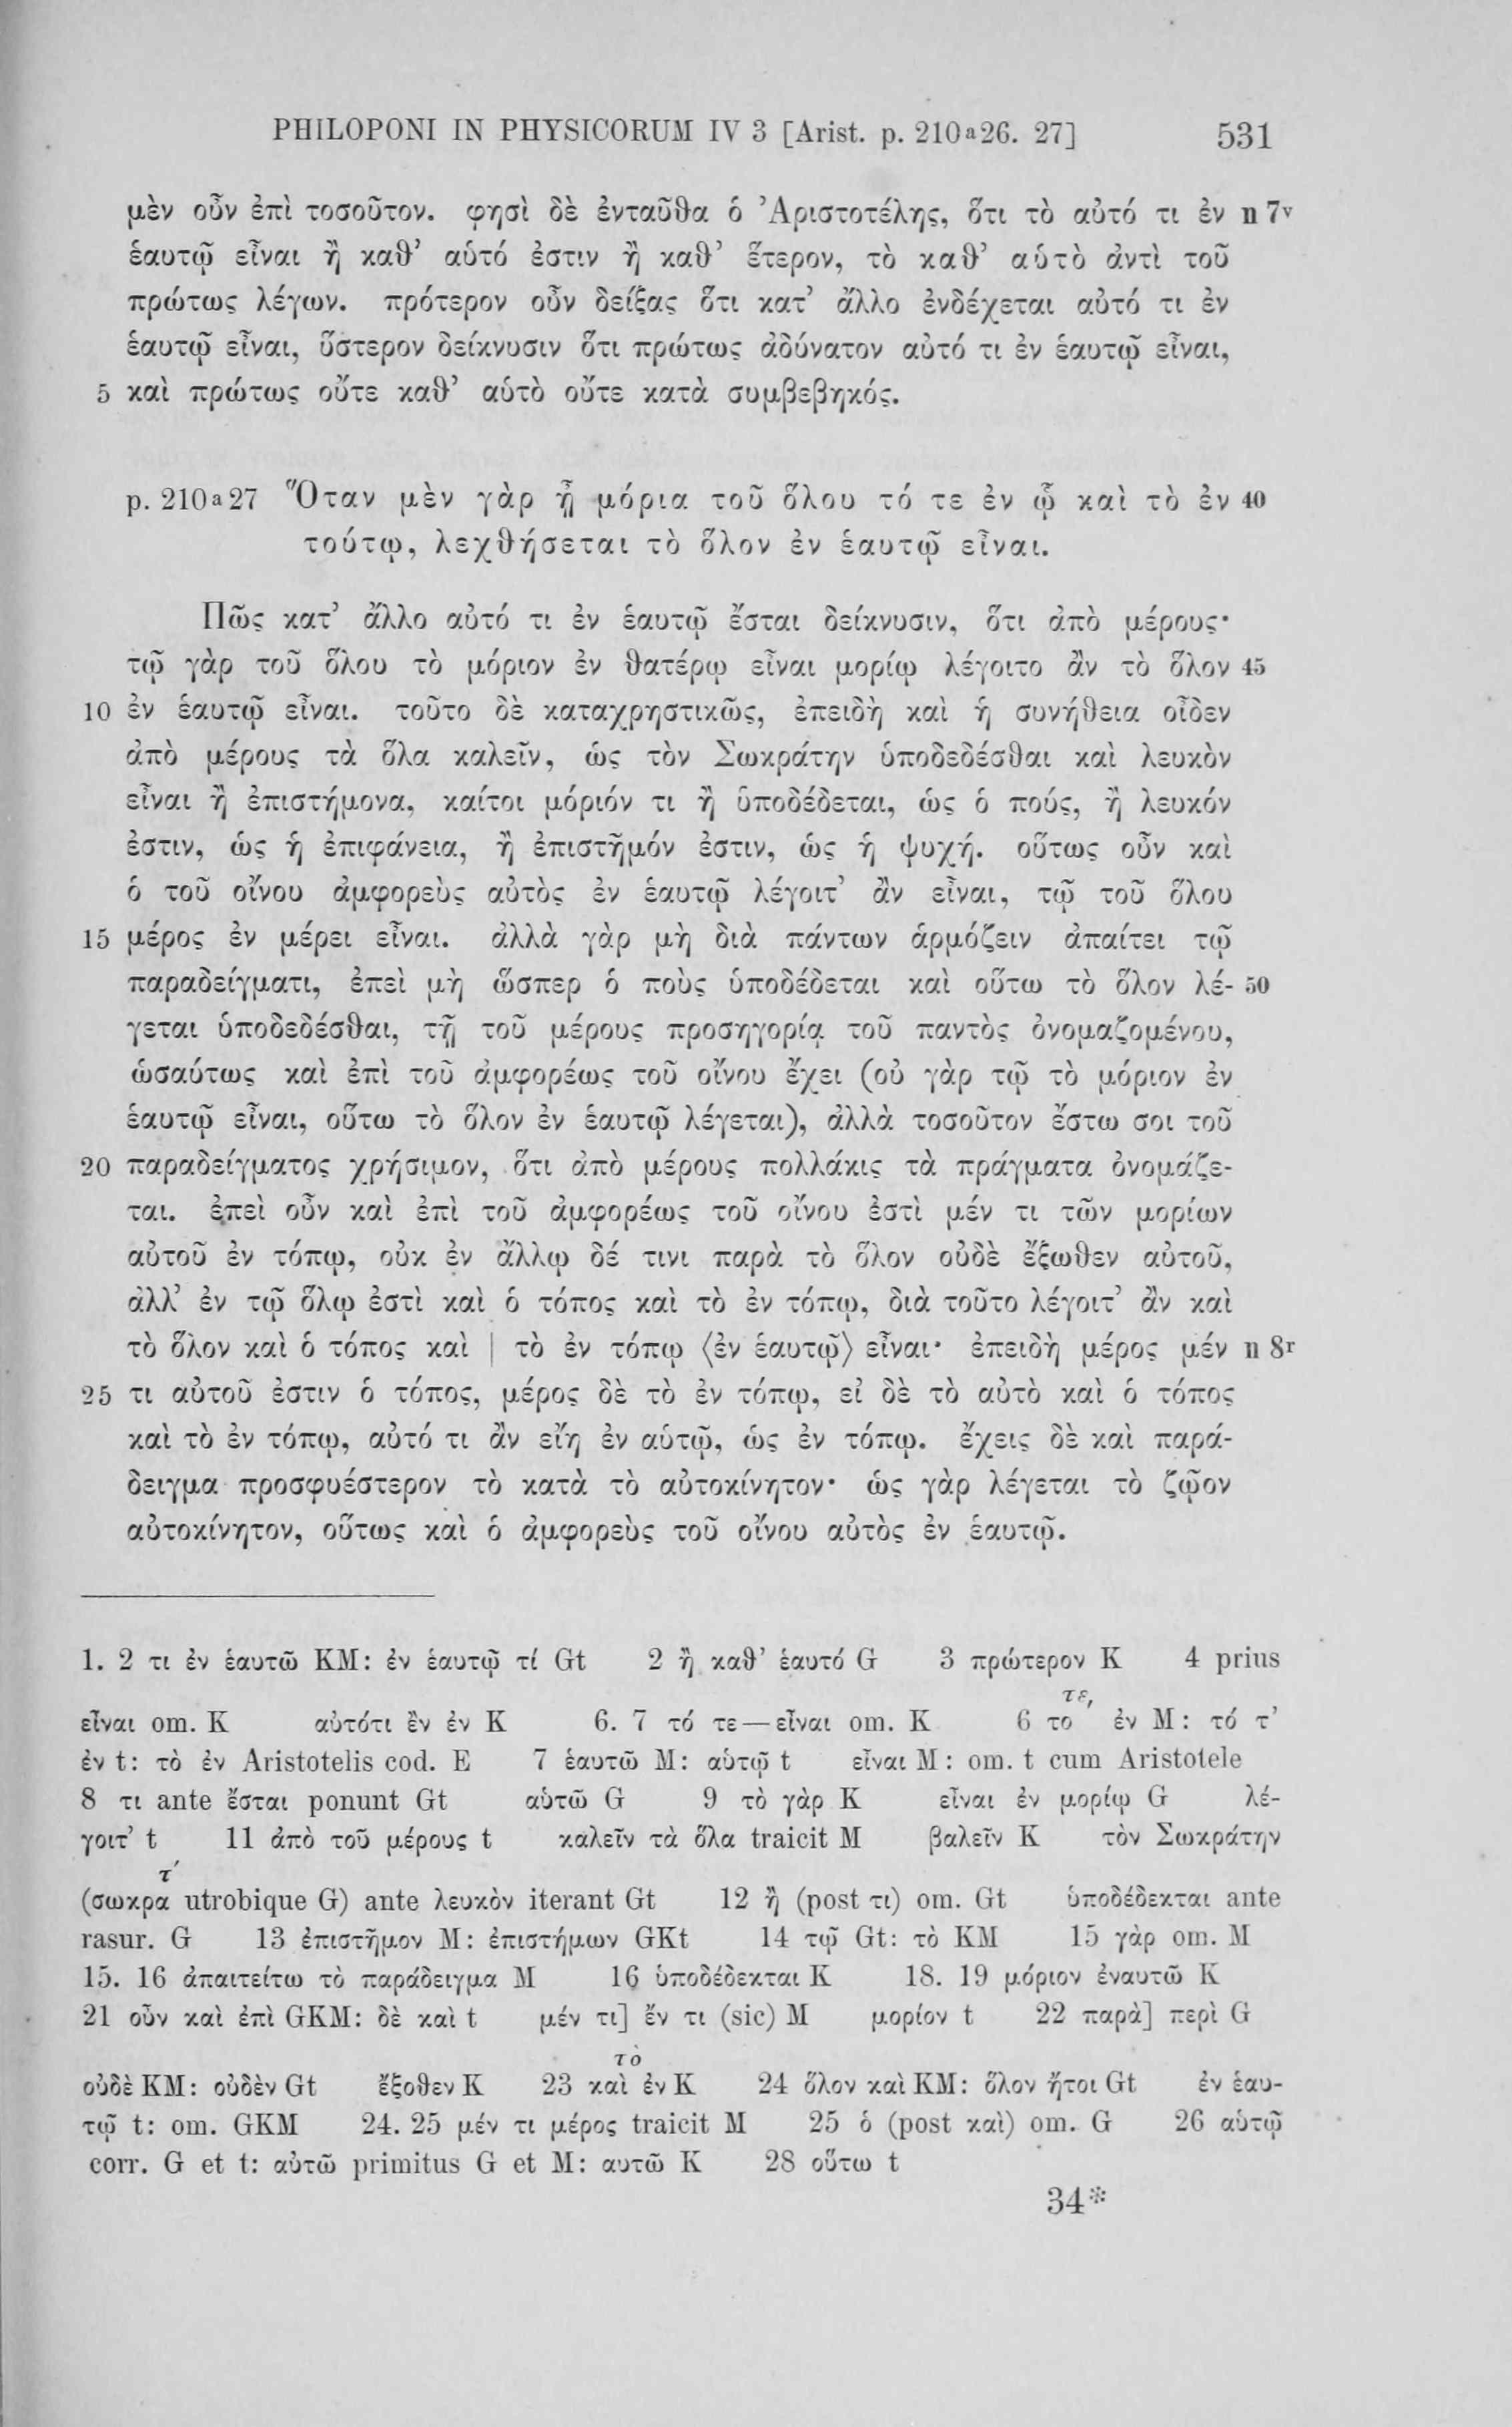 PHILOPONI IN PHYSICORUM IV 3 [Arist. p. 210a26. 27] 531
μὲν οὖν ἐπὶ τοσοῦτον. φησὶ δὲ ἐνταῦθα ὁ Ἀριστοτέλης, ὅτι τὸ αὐτό τι ἐν n 7v
ἑαυτῷ εἶναι ἢ καθ’ αὑτό ἐστιν ἢ καθ’ ἕτερον, τὸ καθ’ αὑτὸ ἀντὶ τοῦ
πρώτως λέγων. πρότερον οὖν δείξας ὅτι κατ’ ἄλλο ἐνδέχεται αὐτό τι ἐν
ἑαυτῷ εἶναι, ὕστερον δείκνυσιν ὅτι πρώτως ἀδύνατον αὐτό τι ἐν ἑαυτῷ εἶναι,
5 καὶ πρώτως οὔτε καθ’ αὑτὸ οὔτε κατὰ συμβεβηκός.
p. 210a27 Ὅταν μὲν γὰρ ᾖ μόρια τοῦ ὅλου τό τε ἐν ᾧ καὶ τὸ ἐν 40
τούτῳ, λεχθήσεται τὸ ὅλον ἐν ἑαυτῷ εἶναι.
Πῶς κατ’ ἄλλο αὐτό τι ἐν ἑαυτῷ ἔσται δείκνυσιν, ὅτι ἀπὸ μέρους·
τῷ γὰρ τοῦ ὅλου τὸ μόριον ἐν θατέρῳ εἶναι μορίῳ λέγοιτο ἂν τὸ ὅλον 45
10 ἐν ἑαυτῷ εἶναι. τοῦτο δὲ καταχρηστικῶς, ἐπειδὴ καὶ ἡ συνήθεια οἶδεν
ἀπὸ μέρους τὰ ὅλα καλεῖν, ὡς τὸν Σωκράτην ὑποδεδέσθαι καὶ λευκὸν
εἶναι ἢ ἐπιστήμονα, καίτοι μόριόν τι ἢ ὑποδέδεται, ὡς ὁ πούς, ἢ λευκόν
ἐστιν, ὡς ἡ ἐπιφάνεια, ἢ ἐπιστῆμόν ἐστιν, ὡς ἡ ψυχή. οὕτως οὖν καὶ
ὁ τοῦ οἴνου ἀμφορεὺς αὐτὸς ἐν ἑαυτῷ λέγοιτ’ ἂν εἶναι, τῷ τοῦ ὅλου
15 μέρος ἐν μέρει εἶναι. ἀλλὰ γὰρ μὴ διὰ πάντων ἁρμόζειν ἀπαίτει τῷ
παραδείγματι, ἐπεὶ μὴ ὥσπερ ὁ ποὺς ὑποδέδεται καὶ οὕτω τὸ ὅλον λέ- 50
γεται ὑποδεδέσθαι, τῇ τοῦ μέρους προσηγορίᾳ τοῦ παντὸς ὀνομαζομένου,
ὡσαύτως καὶ ἐπὶ τοῦ ἀμφορέως τοῦ οἴνου ἔχει (οὐ γὰρ τῷ τὸ μόριον ἐν
ἑαυτῷ εἶναι, οὕτω τὸ ὅλον ἐν ἑαυτῷ λέγεται), ἀλλὰ τοσοῦτον ἔστω σοι τοῦ
20 παραδείγματος χρήσιμον, ὅτι ἀπὸ μέρους πολλάκις τὰ πράγματα ὀνομάζε-
ται. ἐπεὶ οὖν καὶ ἐπὶ τοῦ ἀμφορέως τοῦ οἴνου ἐστὶ μέν τι τῶν μορίων
αὐτοῦ ἐν τόπῳ, οὐκ ἐν ἄλλῳ δέ τινι παρὰ τὸ ὅλον οὐδὲ ἔξωθεν αὐτοῦ,
ἀλλ’ ἐν τῷ ὅλῳ ἐστὶ καὶ ὁ τόπος καὶ τὸ ἐν τόπῳ, διὰ τοῦτο λέγοιτ’ ἂν καὶ
τὸ ὅλον καὶ ὁ τόπος καὶ | τὸ ἐν τόπῳ ⟨ἐν ἑαυτῷ⟩ εἶναι· ἐπειδὴ μέρος μέν n 8r
25 τι αὐτοῦ ἐστιν ὁ τόπος, μέρος δὲ τὸ ἐν τόπῳ, εἰ δὲ τὸ αὐτὸ καὶ ὁ τόπος
καὶ τὸ ἐν τόπῳ, αὐτό τι ἂν εἴη ἐν αὑτῷ, ὡς ἐν τόπῳ. ἔχεις δὲ καὶ παρά-
δειγμα προσφυέστερον τὸ κατὰ τὸ αὐτοκίνητον· ὡς γὰρ λέγεται τὸ ζῷον
αὐτοκίνητον, οὕτως καὶ ὁ ἀμφορεὺς τοῦ οἴνου αὐτὸς ἐν ἑαυτῷ.
1. 2 τι ἐν ἑαυτῶ KM: ἐν ἑαυτῷ τί Gt 2 ἢ καθ’ ἑαυτό G 3 πρώτερον K 4 prius
εἶναι om. K αὐτότι ἓν ἐν K 6. 7 τό τε—εἶναι om. K 6 το τε, ἐν M: τό τ’
ἐν t: τὸ ἐν Aristotelis cod. E 7 ἑαυτῶ M: αὑτῷ t εἶναι M: om. t cum Aristotele
8 τι ante ἔσται ponunt Gt αὑτῶ G 9 τὸ γὰρ K εἶναι ἐν μορίῳ G λέ-
γοιτ’ t 11 ἀπὸ τοῦ μέρους t καλεῖν τὰ ὅλα traicit M βαλεῖν K τὸν Σωκράτην
(σωκρατ´ utrobique G) ante λευκὸν iterant Gt 12 ἢ (post τι) om. Gt ὑποδέδεκται ante
rasur. G 13 ἐπιστῆμον M: ἐπιστήμων GKt 14 τῷ Gt: τὸ KM 15 γὰρ om. M
15. 16 ἀπαιτείτω τὸ παράδειγμα M 16 ὑποδέδεκται K 18. 19 μόριον ἐναυτῶ K
21 οὖν καὶ ἐπὶ GKM: δὲ καὶ t μέν τι] ἔν τι (sic) M μορίον t 22 παρὰ] περὶ G
οὐδὲ KM: οὐδὲν Gt ἔξοθεν K 23 καὶ τὸ ἐν K 24 ὅλον καὶ KM: ὅλον ἤτοι Gt ἐν ἑαυ-
τῷ t: om. GKM 24. 25 μέν τι μέρος traicit M 25 ὁ (post καὶ) om. G 26 αὑτῷ
corr. G et t: αὐτῶ primitus G et M: αυτῶ K 28 οὕτω t
34*